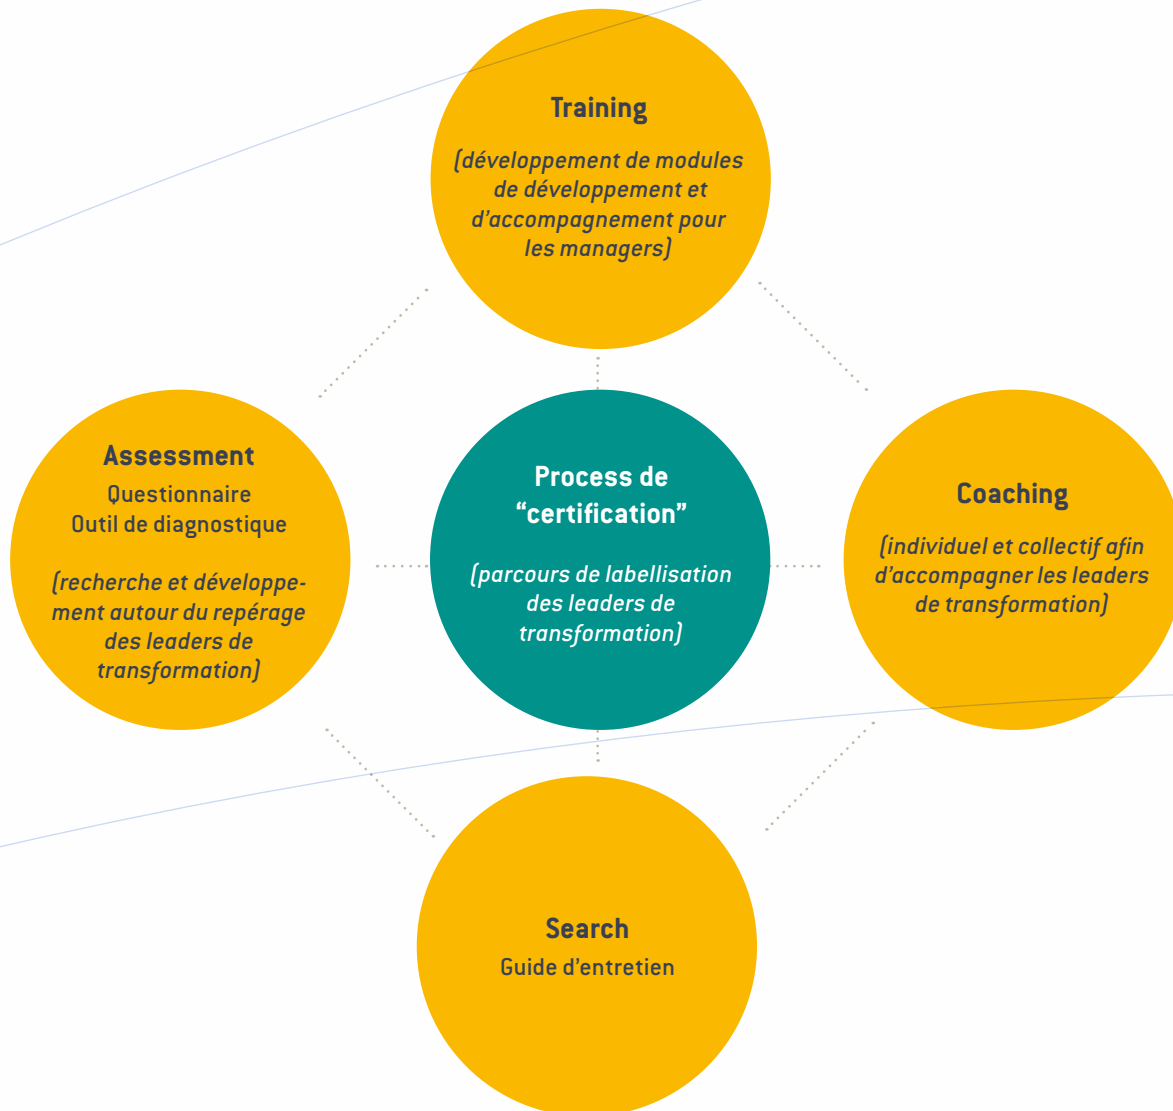 Training
(développement de modules
de développement et
d'accompagnement pour
les managers)
Assessment
Questionnaire
Outil de diagnostique
(recherche et développe-
ment autour du repérage
des leaders de
transformation)
Process de
“certification”
(parcours de labellisation
des leaders de
transformation)
Coaching
(individuel et collectif afin
d'accompagner les leaders
de transformation)
Search
Guide d'entretien